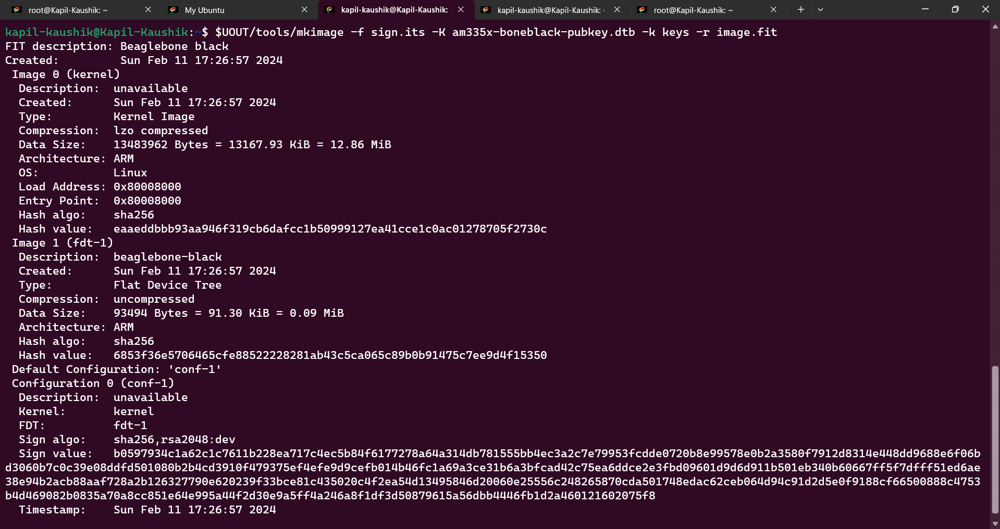 root@Kapil-Kaushik: ~
My Ubuntu
kapil-kaushik@Kapil-Kaushik:
kapil-kaushik@Kapil-Kaushik: ·
root@Kapil-Kaushik: ~
kapil-kaushik@Kapil-Kaushik:~$ $UOUT/tools/mkimage -f sign.its -K am335x-boneblack-pubkey.dtb -k keys -r image.fit
FIT description: Beaglebone black
Created:         Sun Feb 11 17:26:57 2024
 Image 0 (kernel)
  Description:  unavailable
  Created:      Sun Feb 11 17:26:57 2024
  Type:         Kernel Image
  Compression:  lzo compressed
  Data Size:    13483962 Bytes = 13167.93 KiB = 12.86 MiB
  Architecture: ARM
  OS:           Linux
  Load Address: 0x80008000
  Entry Point:  0x80008000
  Hash algo:    sha256
  Hash value:   eaaeddbbb93aa946f319cb6dafcc1b50999127ea41cce1c0ac01278705f2730c
 Image 1 (fdt-1)
  Description:  beaglebone-black
  Created:      Sun Feb 11 17:26:57 2024
  Type:         Flat Device Tree
  Compression:  uncompressed
  Data Size:    93494 Bytes = 91.30 KiB = 0.09 MiB
  Architecture: ARM
  Hash algo:    sha256
  Hash value:   6853f36e5706465cfe88522228281ab43c5ca065c89b0b91475c7ee9d4f15350
 Default Configuration: 'conf-1'
 Configuration 0 (conf-1)
  Description:  unavailable
  Kernel:       kernel
  FDT:          fdt-1
  Sign algo:    sha256,rsa2048:dev
  Sign value:   b0597934c1a62c1c7611b228ea717c4ec5b84f6177278a64a314db781555bb4ec3a2c7e79953fcdde0720b8e99578e0b2a3580f7912d8314e448dd9688e6f06b
d3060b7c0c39e08ddfd501080b2b4cd3910f479375ef4efe9d9cefb014b46fc1a69a3ce31b6a3bfcad42c75ea6ddce2e3fbd09601d9d6d911b501eb340b60667ff5f7dfff51ed6ae
38e94b2acb88aaf728a2b126327790e620239f33bce81c435020c4f2ea54d13495846d20060e25556c248265870cda501748edac62ceb064d94c91d2d5e0f9188cf66500888c4753
b4d469082b0835a70a8cc851e64e995a44f2d30e9a5ff4a246a8f1df3d50879615a56dbb4446fb1d2a460121602075f8
  Timestamp:    Sun Feb 11 17:26:57 2024